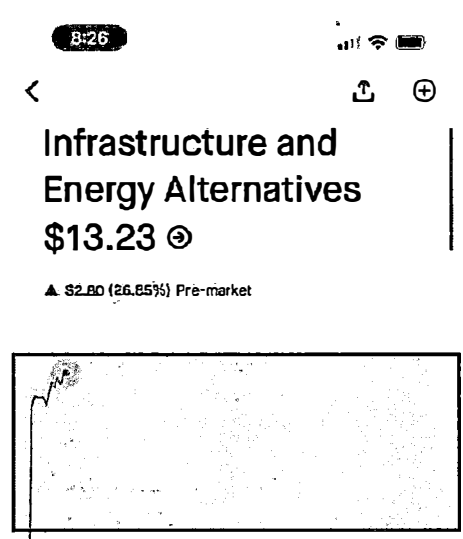 8:26
Infrastructure and
Energy Alternatives
$13.23
▲ $2.80 (26.85%) Pre-market